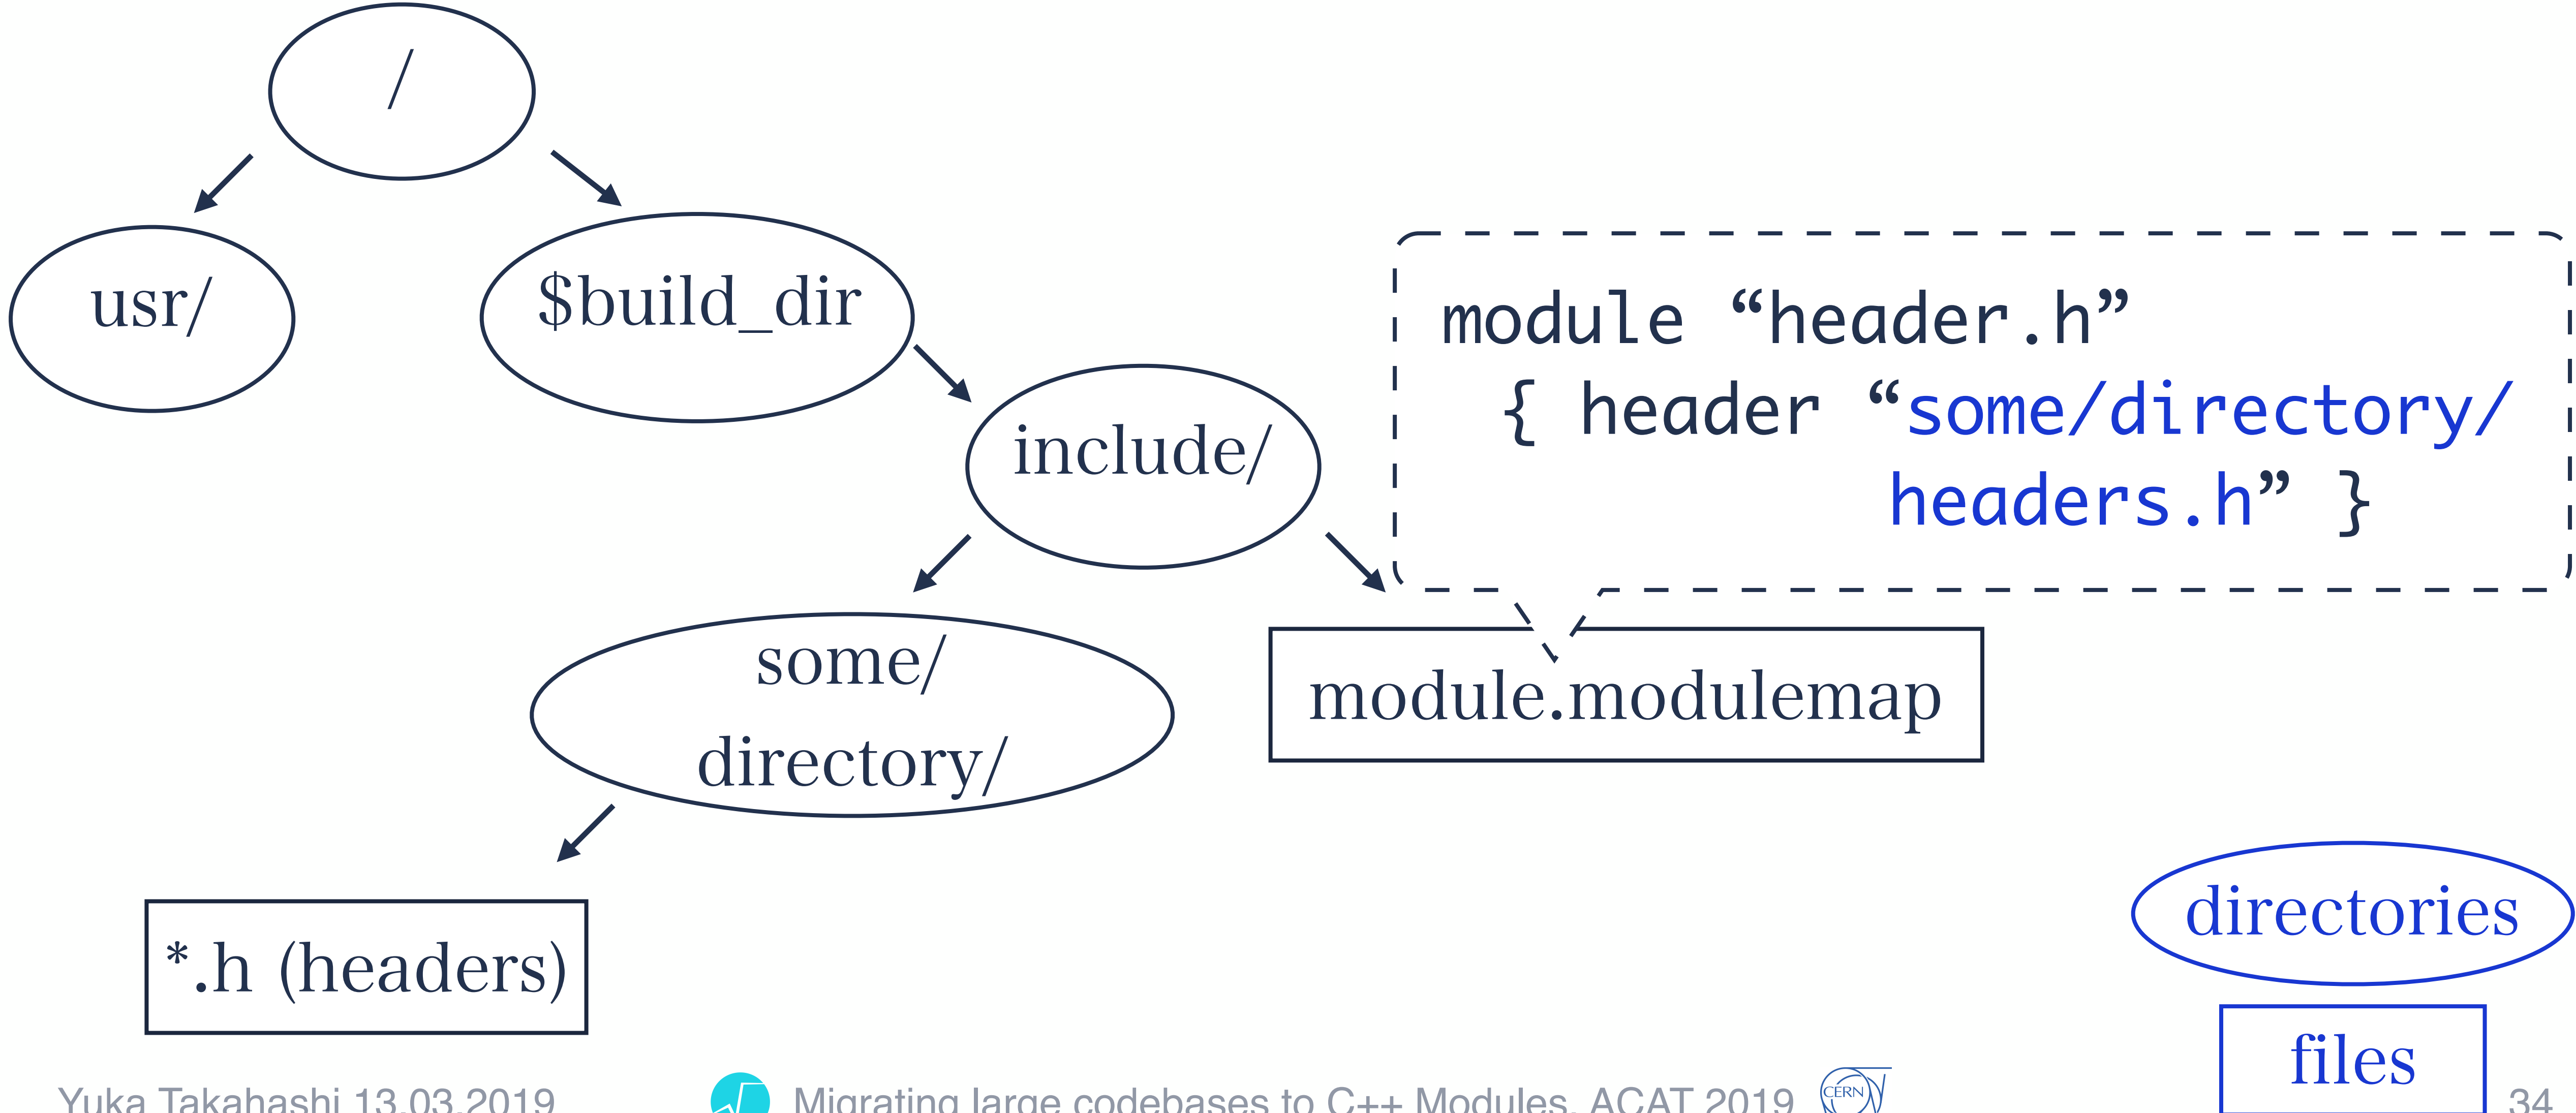 /
usr/
$build_dir
include/
module “header.h”
{ header “some/directory/
headers.h” }
some/
directory/
module.modulemap
*.h (headers)
directories
files
Yuka Takahashi 13.03.2019
Migrating large codebases to C++ Modules, ACAT 2019
CERN
34